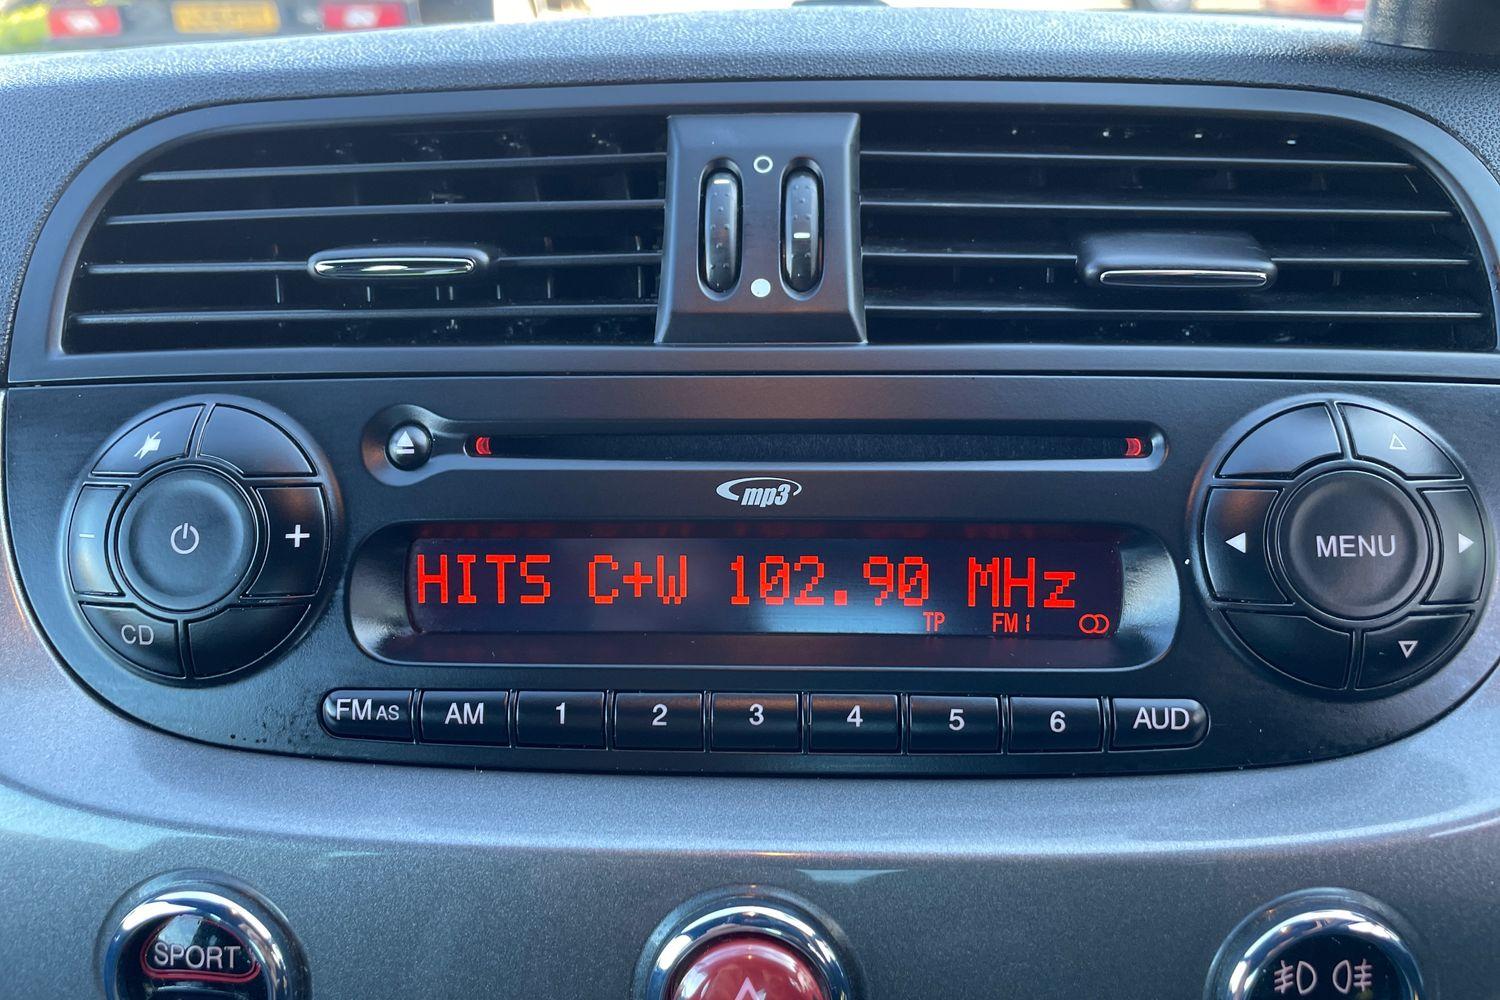 mp3
HITS C+W 102.90 MHz
TP FM1
MENU
CD
FM AS AM 1 2 3 4 5 6 AUD
SPORT